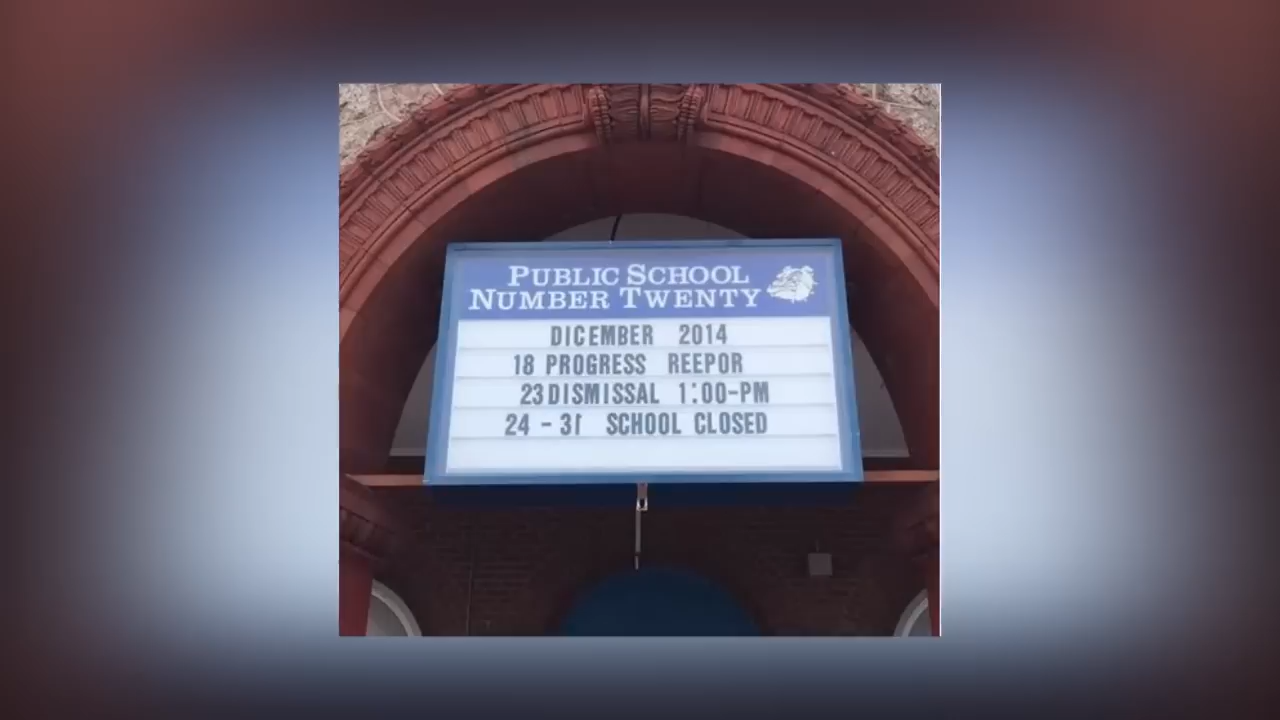 PUBLIC SCHOOL
NUMBER TWENTY
DICEMBER 2014
18 PROGRESS REEPOR
23 DISMISSAL 1:00-PM
24 - 31 SCHOOL CLOSED